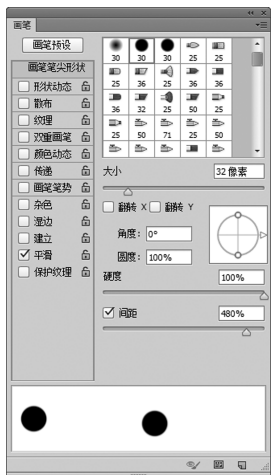 画笔
画笔预设
画笔笔尖形状
形状动态
散布
纹理
双重画笔
颜色动态
传递
画笔笔势
杂色
湿边
建立
平滑
保护纹理
30 30 30 25 25
25 36 25 36 36
36 36 32 25 50
25 50 71 25 50
大小 32 像素
翻转 X 翻转 Y
角度: 0°
圆度: 100%
硬度 100%
间距 480%